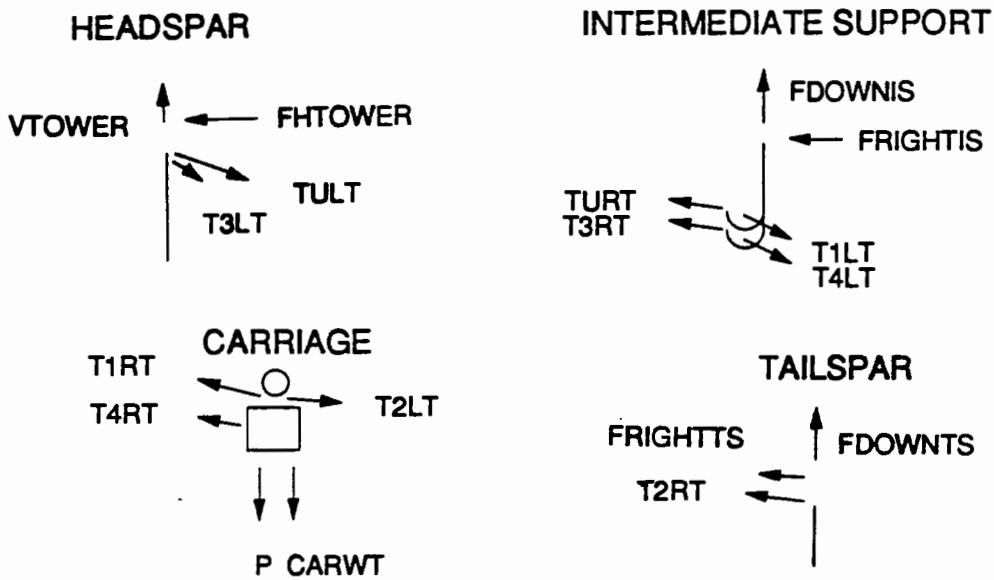 HEADSPAR
VTOWER
FHTOWER
TULT
T3LT
INTERMEDIATE SUPPORT
FDOWNIS
FRIGHTIS
TURT
T3RT
T1LT
T4LT
CARRIAGE
T1RT
T4RT
T2LT
P CARWT
TAILSPAR
FRIGHTTS
FDOWNTS
T2RT